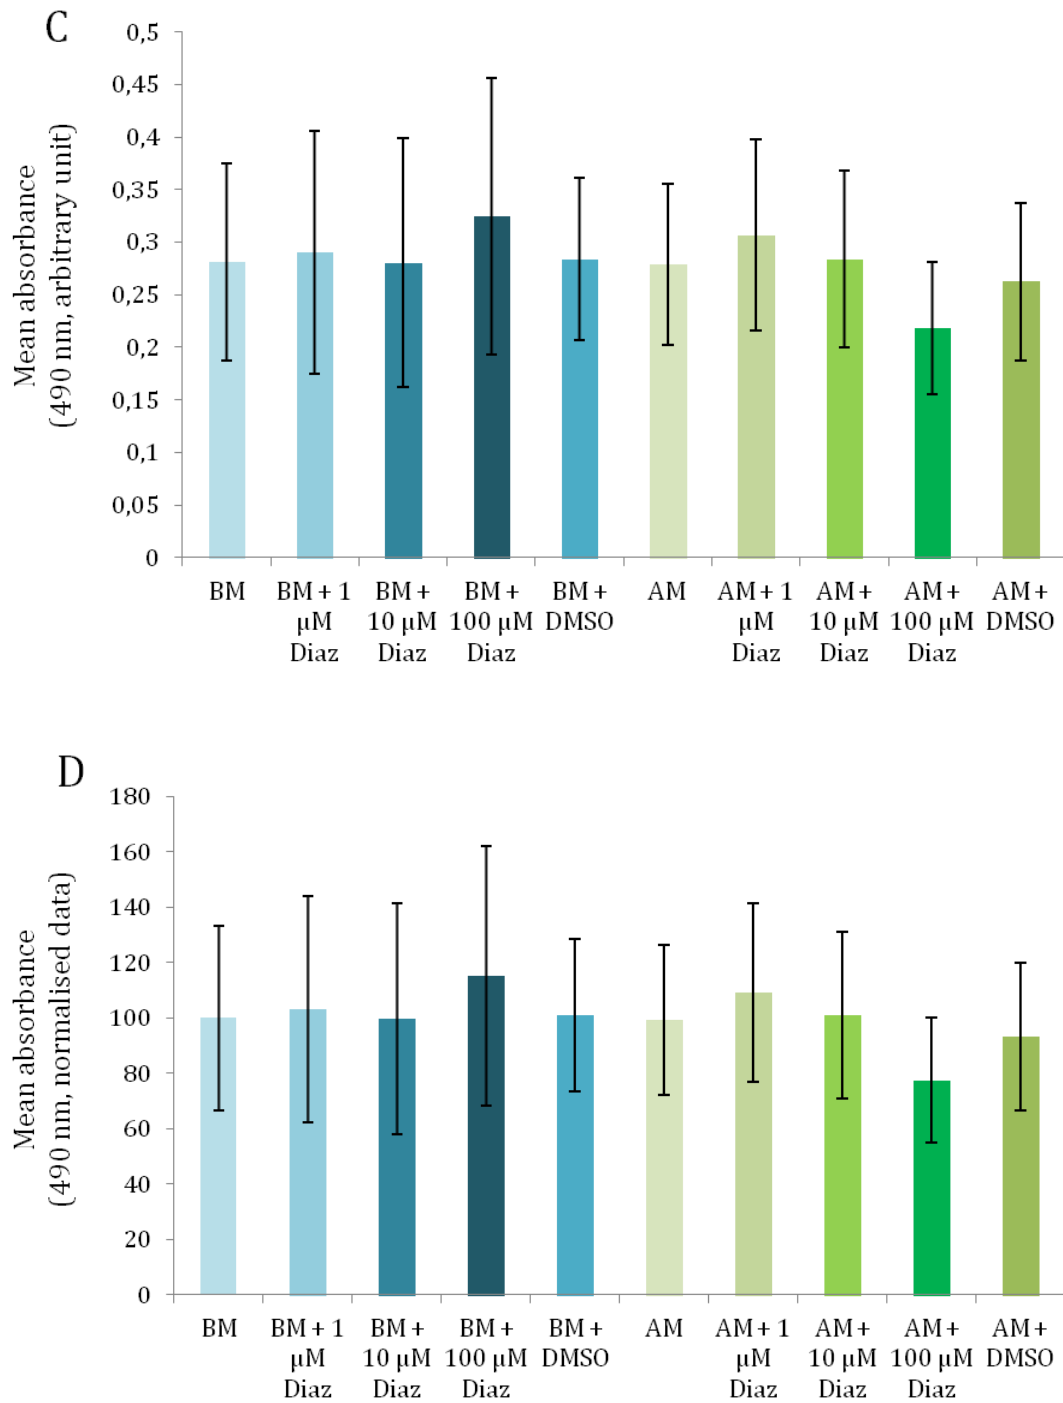 C
Mean absorbance
(490 nm, arbitrary unit)
0,5
0,45
0,4
0,35
0,3
0,25
0,2
0,15
0,1
0,05
0
BM
BM + 1
μM
Diaz
BM +
10 μM
Diaz
BM +
100 μM
Diaz
BM +
DMSO
AM
AM + 1
μM
Diaz
AM +
10 μM
Diaz
AM +
100 μM
Diaz
AM +
DMSO
D
Mean absorbance
(490 nm, normalised data)
180
160
140
120
100
80
60
40
20
0
BM
BM + 1
μM
Diaz
BM +
10 μM
Diaz
BM +
100 μM
Diaz
BM +
DMSO
AM
AM + 1
μM
Diaz
AM +
10 μM
Diaz
AM +
100 μM
Diaz
AM +
DMSO